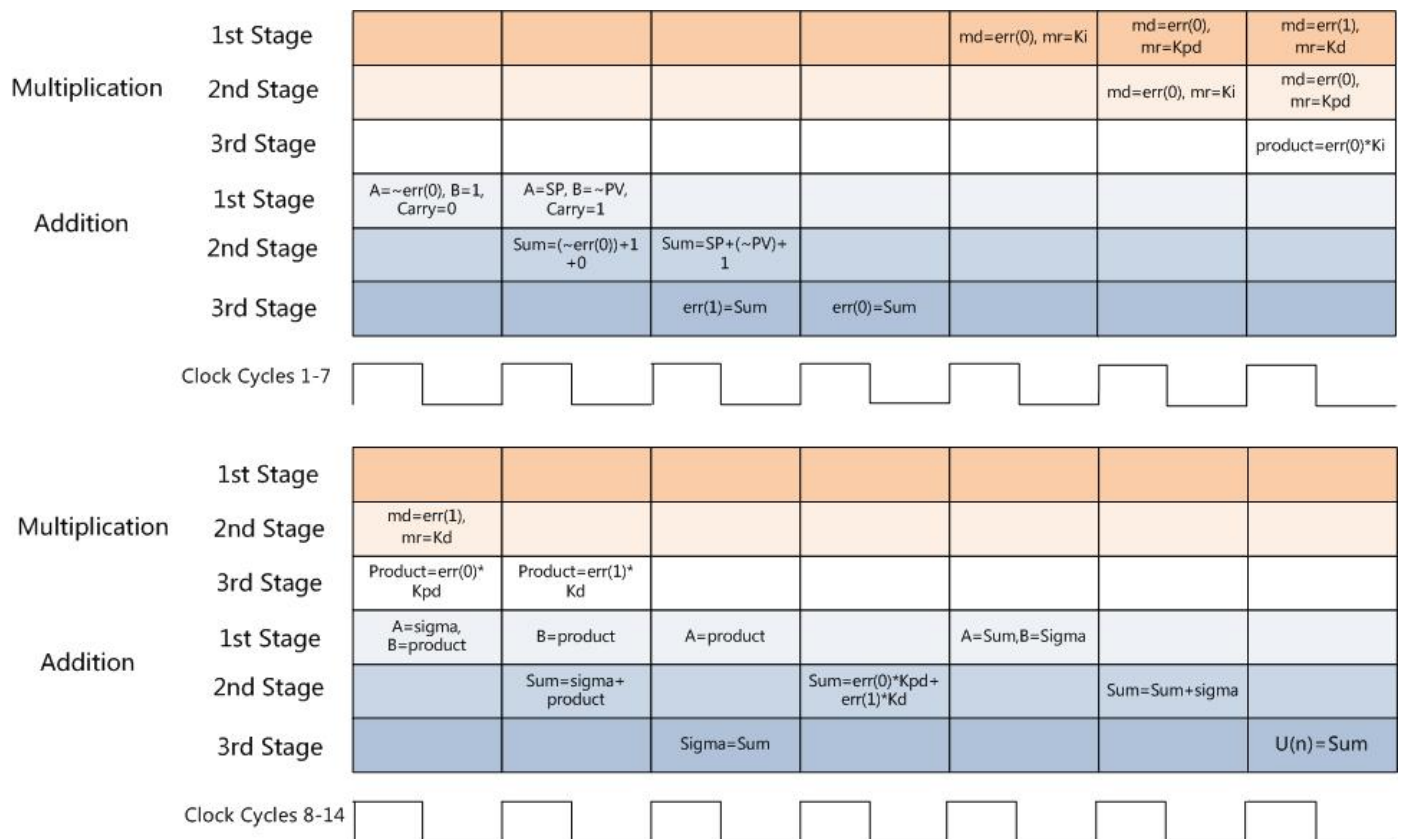 1st Stage
md=err(0), mr=Ki
md=err(0),
mr=Kpd
md=err(1),
mr=Kd
Multiplication
2nd Stage
md=err(0), mr=Ki
md=err(0),
mr=Kpd
3rd Stage
product=err(0)*Ki
Addition
1st Stage
A=~err(0), B=1,
Carry=0
A=SP, B=~PV,
Carry=1
2nd Stage
Sum=(~err(0))+1
+0
Sum=SP+(~PV)+
1
3rd Stage
err(1)=Sum
err(0)=Sum
Clock Cycles 1-7
1st Stage
Multiplication
2nd Stage
md=err(1),
mr=Kd
3rd Stage
Product=err(0)*
Kpd
Product=err(1)*
Kd
Addition
1st Stage
A=sigma,
B=product
B=product
A=product
A=Sum,B=Sigma
2nd Stage
Sum=sigma+
product
Sum=err(0)*Kpd+
err(1)*Kd
Sum=Sum+sigma
3rd Stage
Sigma=Sum
U(n)=Sum
Clock Cycles 8-14